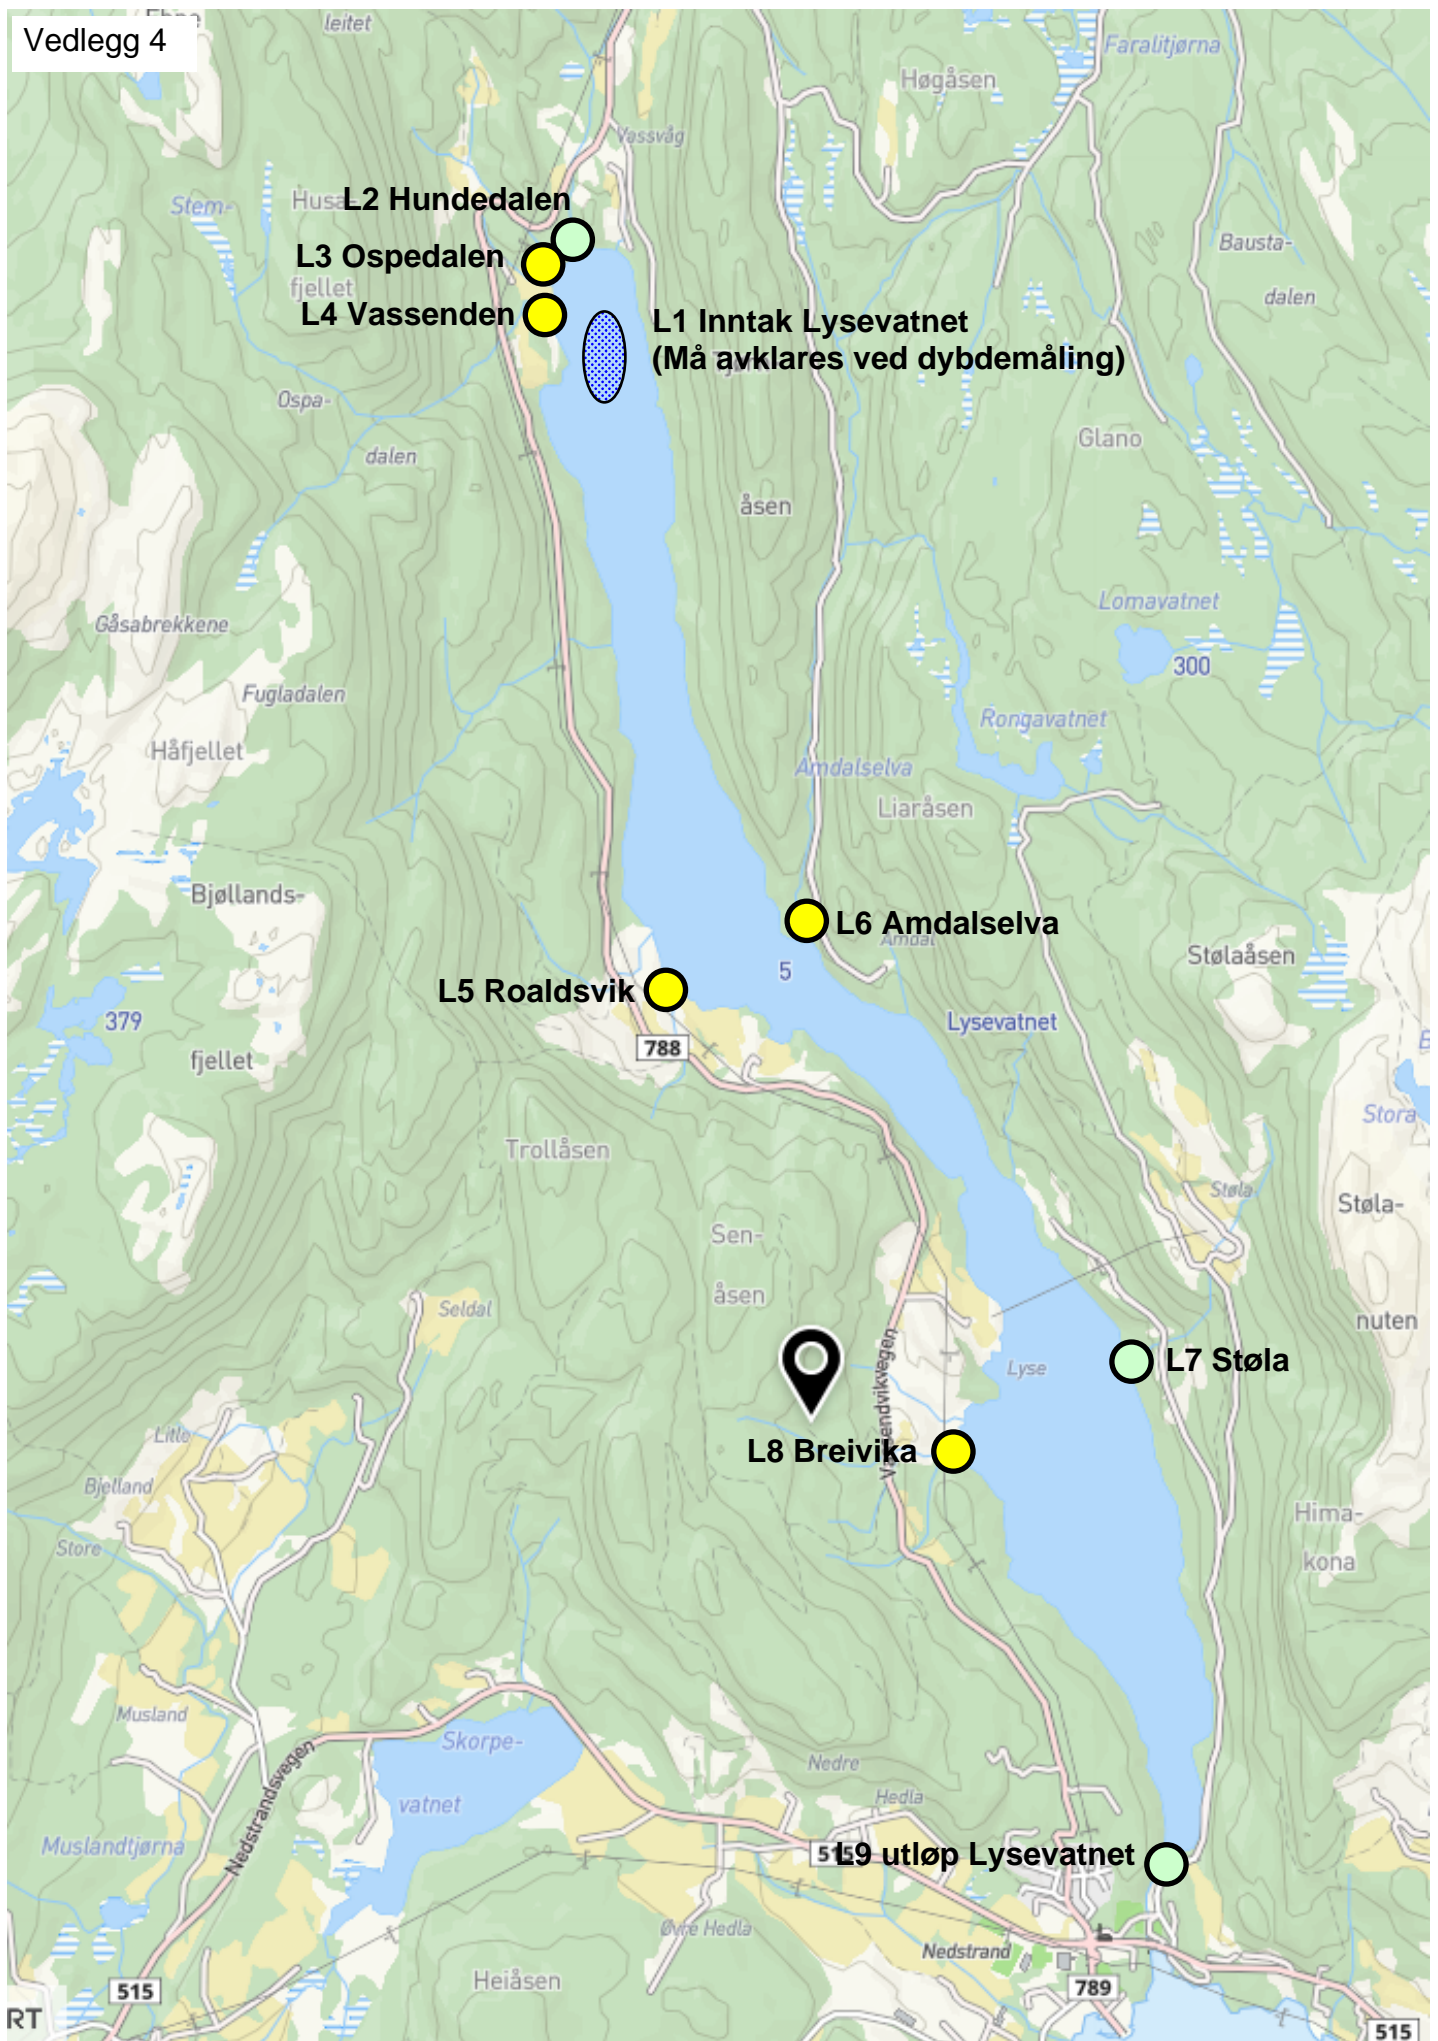 Vedlegg 4
leitet
Faralitjørna
Høgåsen
Vassvåg
Stem-
Husa-
L2 Hundedalen
L3 Ospedalen
fjellet
L4 Vassenden
Bausta-
dalen
L1 Inntak Lysevatnet
(Må avklares ved dybdemåling)
Ospa-
dalen
Glano
åsen
Gåsabrekkene
Lomavatnet
300
Fugladalen
Rongavatnet
Håfjellet
Amdalselva
Liaråsen
Bjøllands-
L6 Amdalselva
Amdal
Stølaåsen
5
L5 Roaldsvik
379
Lysevatnet
788
fjellet
Stora
Trollåsen
Støla
Støla-
Sen-
åsen
Seldal
nuten
Vassendvikvegen
Lyse
L7 Støla
Litle
Bjelland
L8 Breivika
Store
Hima-
kona
Musland
Skorpe-
vatnet
Nedre
Hedla
Nedstrandsvegen
Muslandtjørna
515
L9 utløp Lysevatnet
Øvre Hedla
Nedstrand
Heiåsen
515
789
RT
515